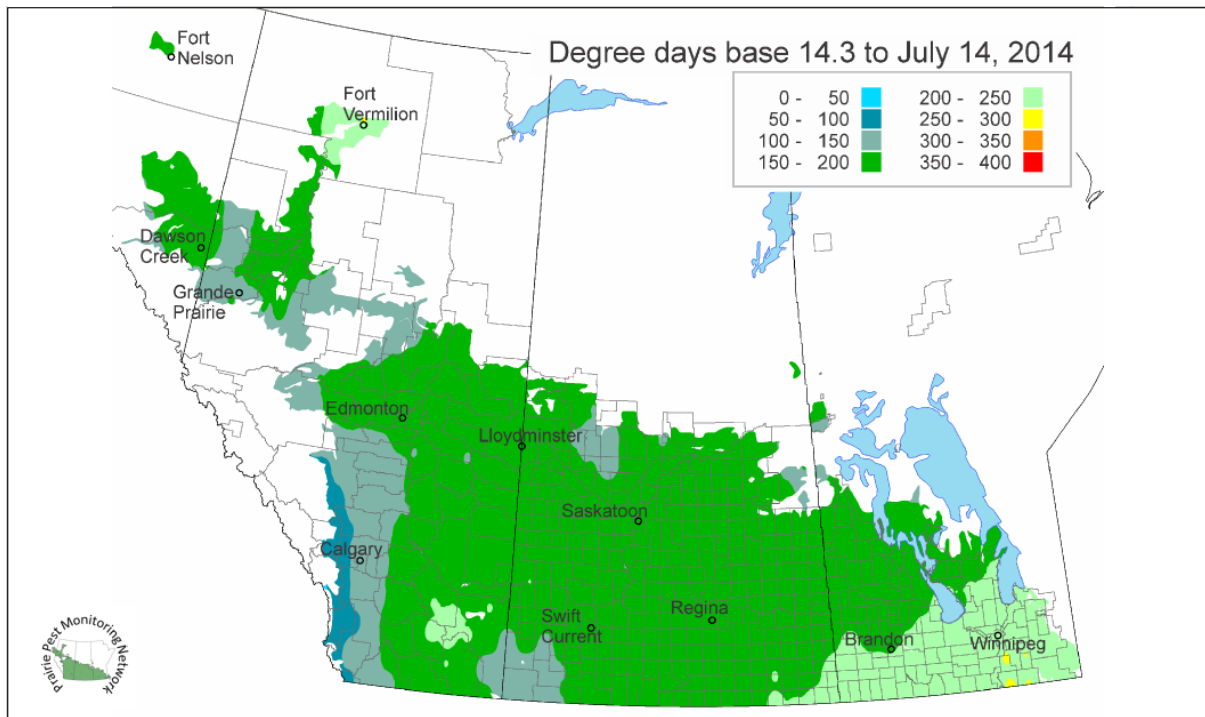 Degree days base 14.3 to July 14, 2014
0 - 50
50 - 100
100 - 150
150 - 200
200 - 250
250 - 300
300 - 350
350 - 400
Fort
Nelson
Fort
Vermilion
Dawson
Creek
Grande
Prairie
Edmonton
Lloydminster
Saskatoon
Calgary
Swift
Current
Regina
Brandon
Winnipeg
Prairie Pest Monitoring Network